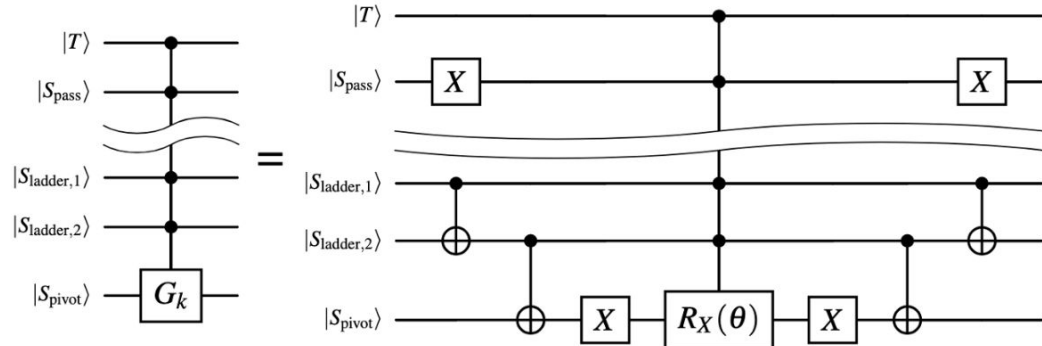 |T⟩
|S_pass⟩
|S_ladder,1⟩
|S_ladder,2⟩
|S_pivot⟩
G_k
=
|T⟩
|S_pass⟩ X X
|S_ladder,1⟩
|S_ladder,2⟩
|S_pivot⟩ X R_X(θ) X